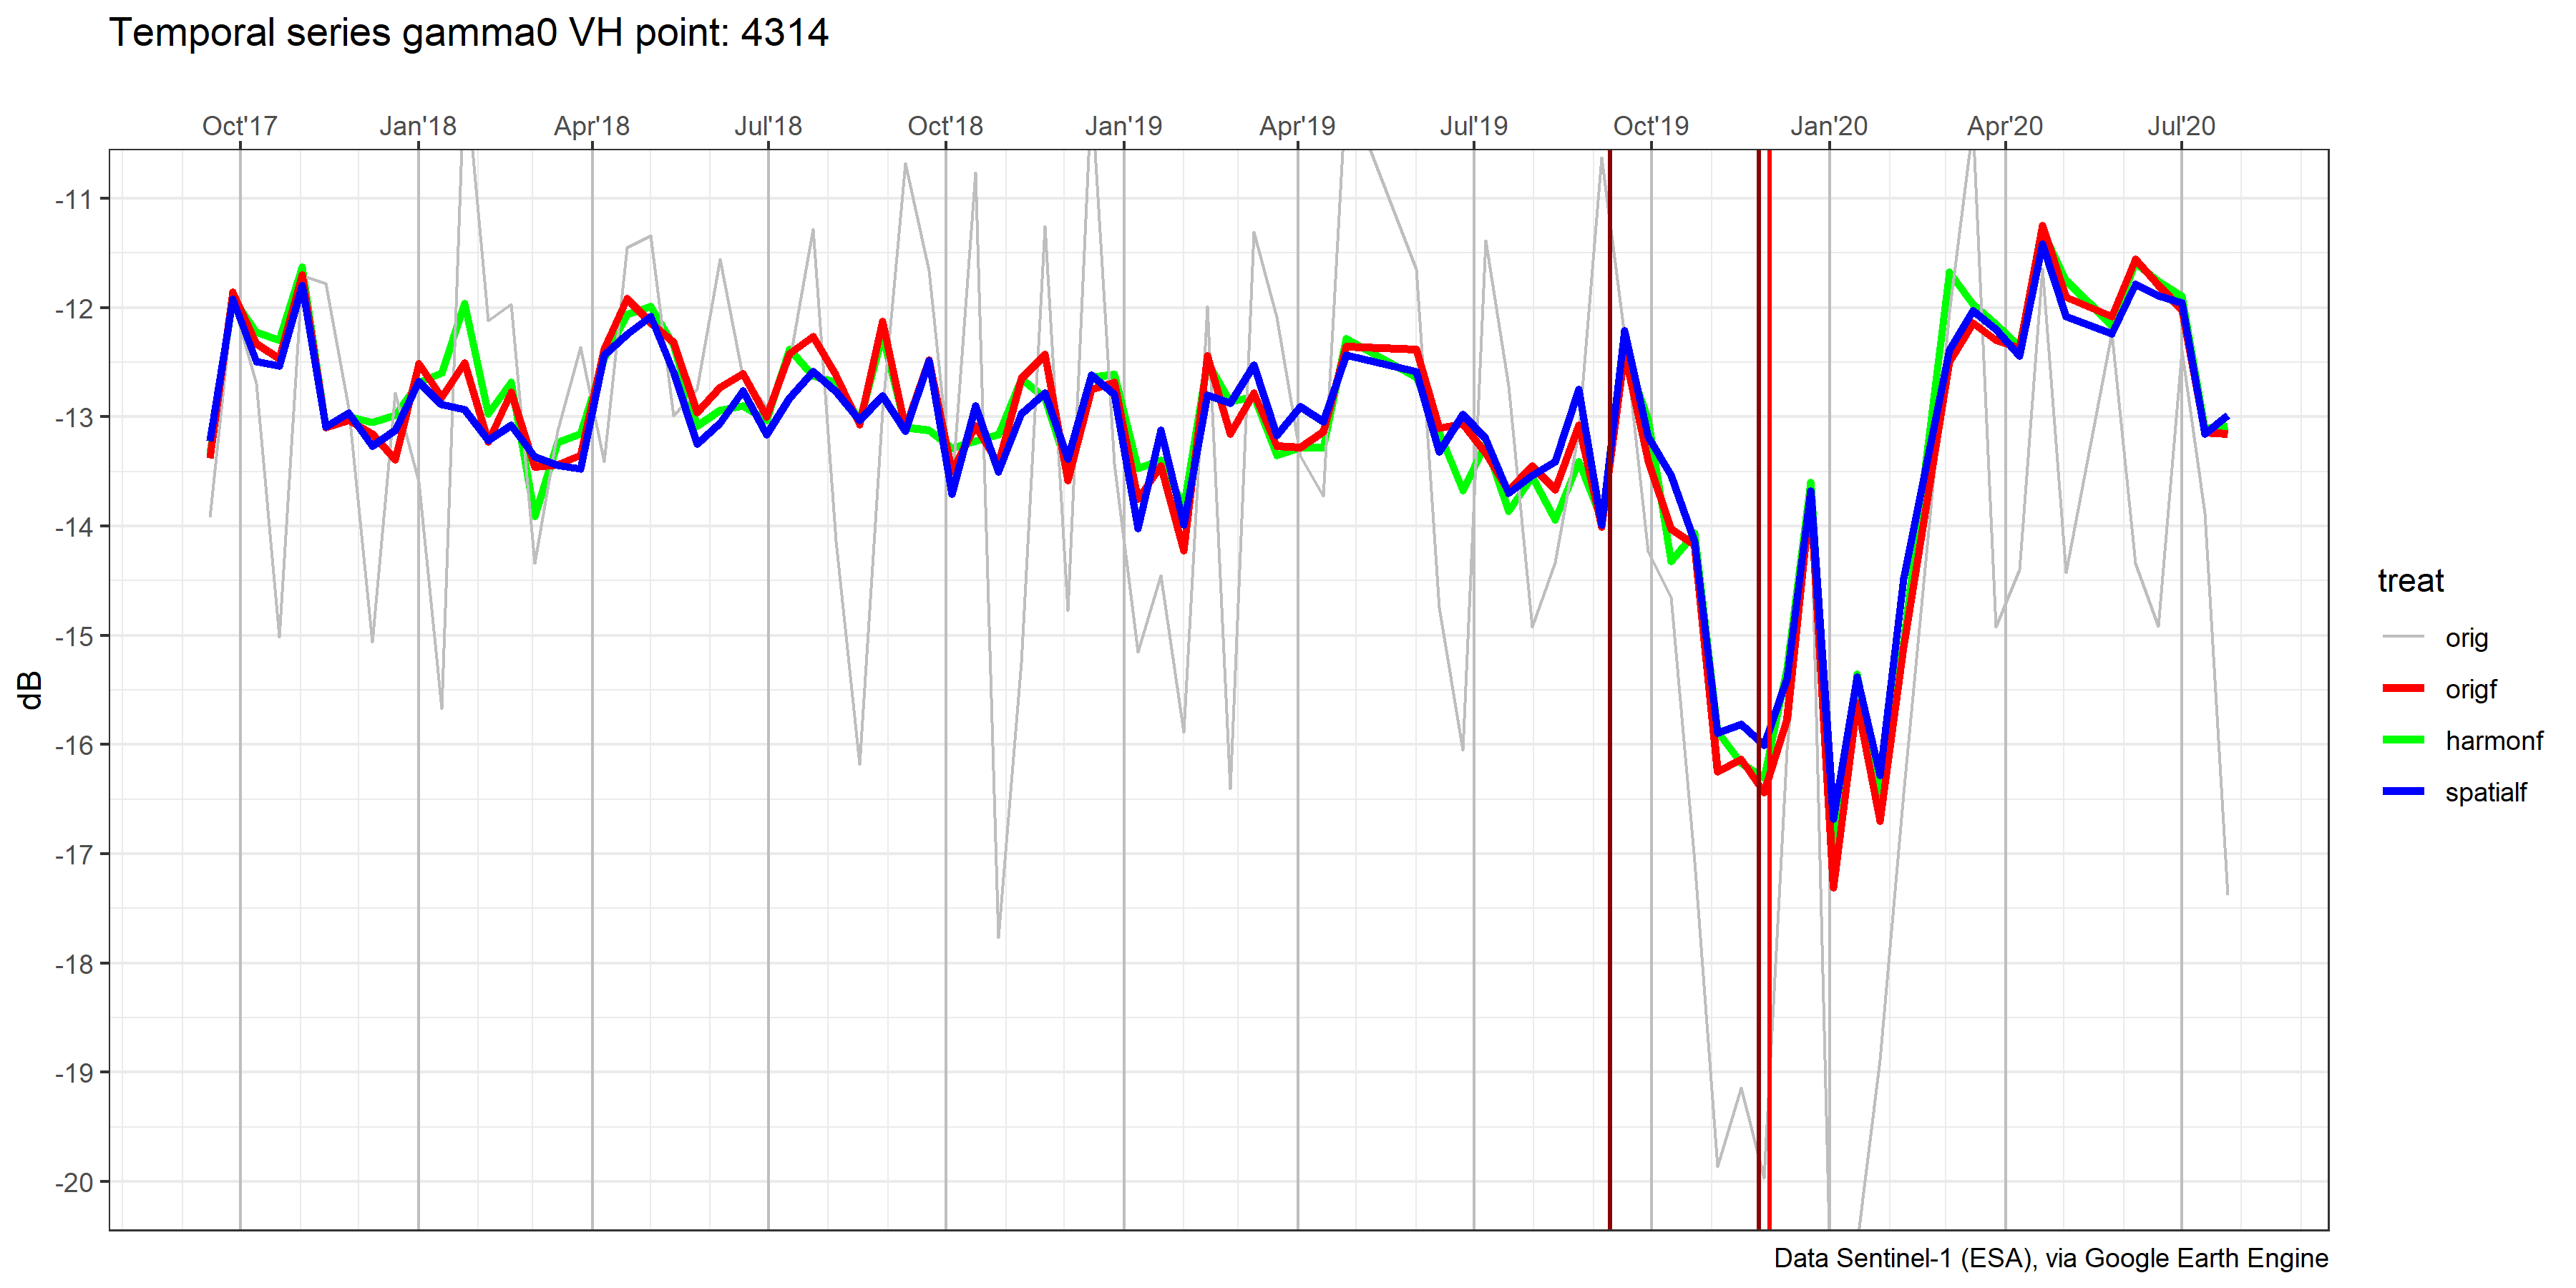 Temporal series gamma0 VH point: 4314
Oct'17 Jan'18 Apr'18 Jul'18 Oct'18 Jan'19 Apr'19 Jul'19 Oct'19 Jan'20 Apr'20 Jul'20
-11
-12
-13
-14
-15
-16
-17
-18
-19
-20
dB
treat
orig
origf
harmonf
spatialf
Data Sentinel-1 (ESA), via Google Earth Engine